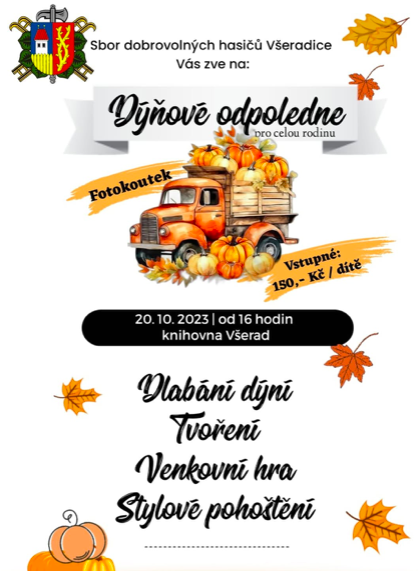 Sbor dobrovolných hasičů Všeradice
Vás zve na:
Dýňové odpoledne
pro celou rodinu
Fotokoutek
Vstupné:
150,- Kč / dítě
20. 10. 2023 | od 16 hodin
knihovna Všerad
Dlabání dýní
Tvoření
Venkovní hra
Stylové pohoštění